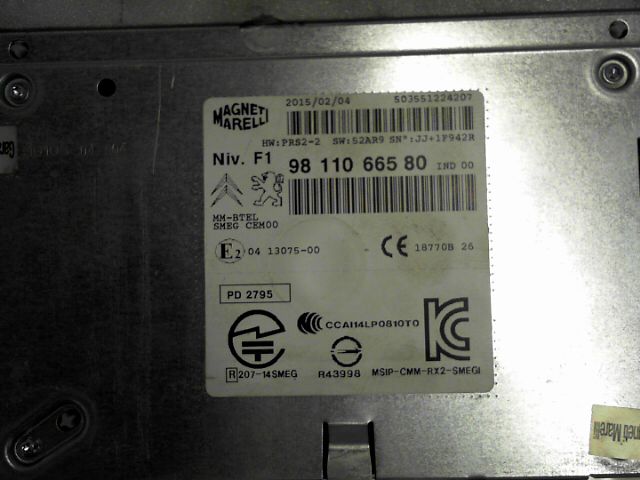 MAGNETI
MARELLI
2015/02/04 503551224207
HW:PRS2-2 SW:52AR9 SN°:JJ+1F942R
Niv. F1 98 110 665 80 IND 00
MM-BTEL
SMEG CEM00
E2 04 13075-00 CE 18770B 26
PD 2795
CCAI14LP0810T0
R 207-14SMEG R43998 MSIP-CMM-RX2-SMEGI
Magneti Marelli